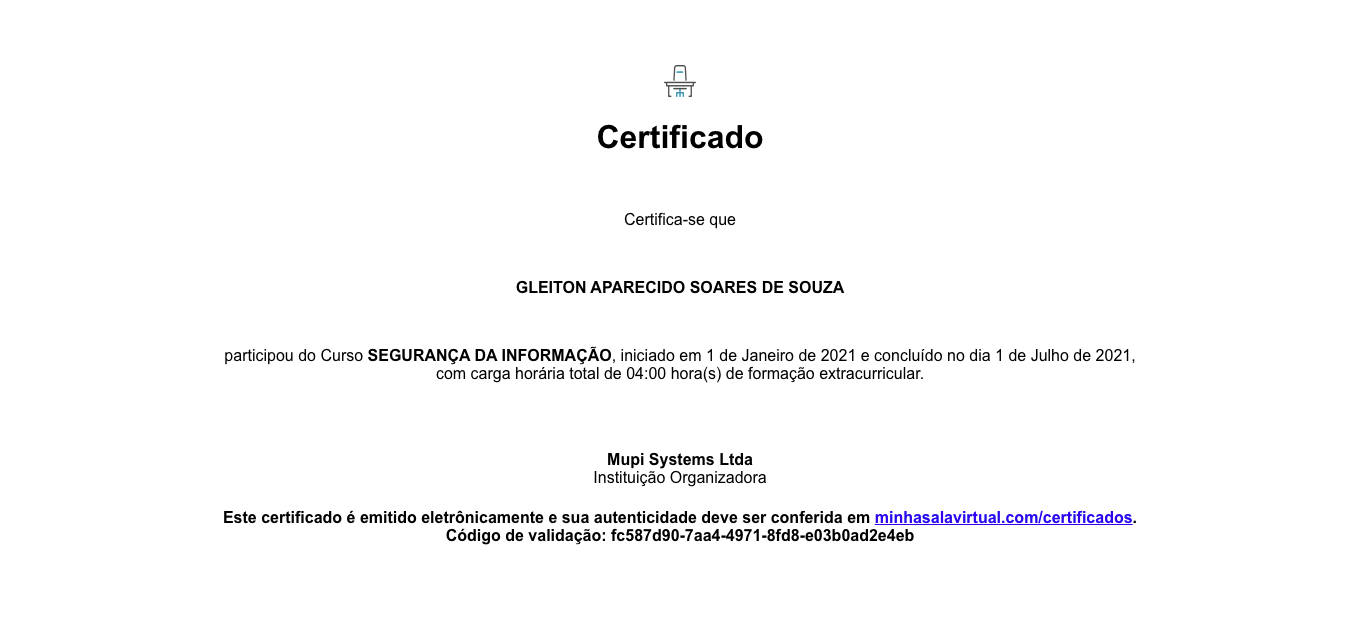 Certificado
Certifica-se que
GLEITON APARECIDO SOARES DE SOUZA
participou do Curso SEGURANÇA DA INFORMAÇÃO, iniciado em 1 de Janeiro de 2021 e concluído no dia 1 de Julho de 2021,
com carga horária total de 04:00 hora(s) de formação extracurricular.
Mupi Systems Ltda
Instituição Organizadora
Este certificado é emitido eletrônicamente e sua autenticidade deve ser conferida em minhasalavirtual.com/certificados.
Código de validação: fc587d90-7aa4-4971-8fd8-e03b0ad2e4eb